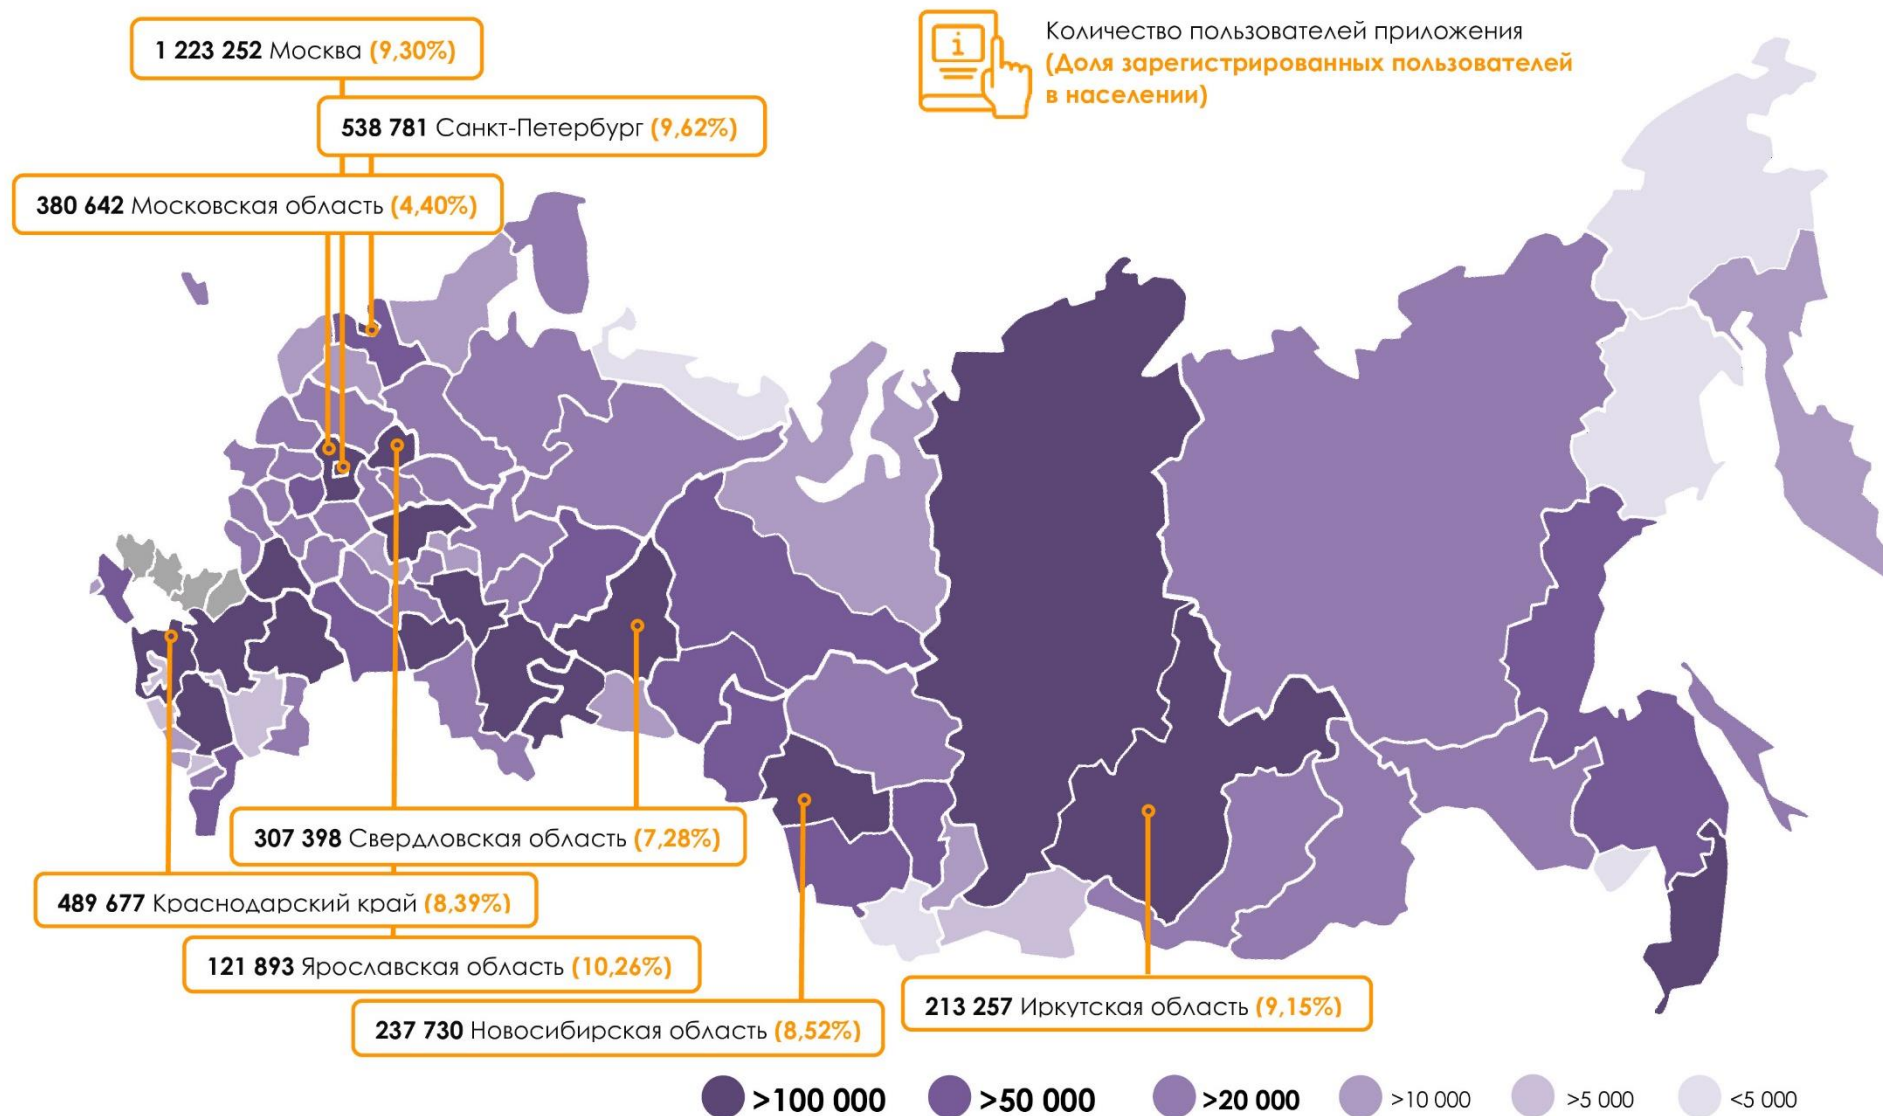 1 223 252 Москва (9,30%)
Количество пользователей приложения
(Доля зарегистрированных пользователей
в населении)
538 781 Санкт-Петербург (9,62%)
380 642 Московская область (4,40%)
307 398 Свердловская область (7,28%)
489 677 Краснодарский край (8,39%)
121 893 Ярославская область (10,26%)
237 730 Новосибирская область (8,52%)
213 257 Иркутская область (9,15%)
>100 000 >50 000 >20 000 >10 000 >5 000 <5 000